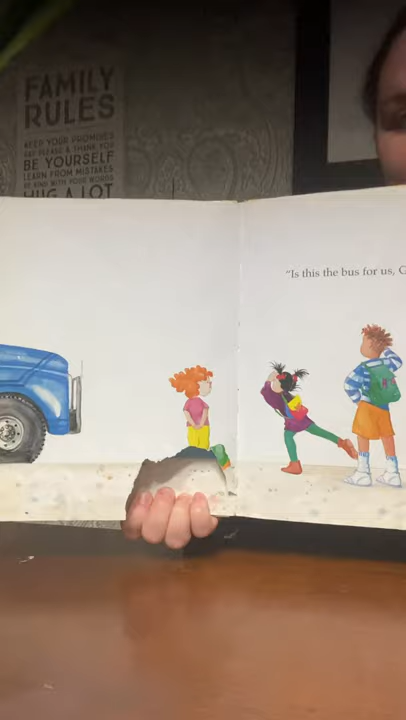 FAMILY
RULES
KEEP YOUR PROMISES
SAY PLEASE & THANK YOU
BE YOURSELF
LEARN FROM MISTAKES
BE KIND WITH YOUR WORDS
HUG A LOT
"Is this the bus for us,